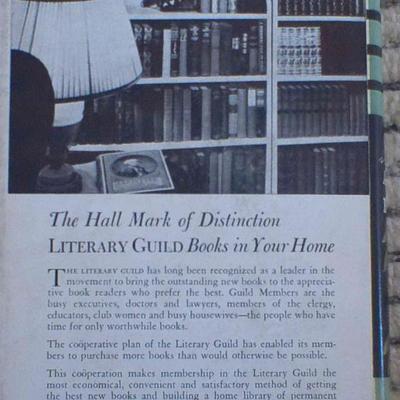 The Hall Mark of Distinction
LITERARY GUILD Books in Your Home
THE LITERARY GUILD has long been recognized as a leader in the
movement to bring the outstanding new books to the apprecia-
tive book readers who prefer the best. Guild Members are the
busy executives, doctors and lawyers, members of the clergy,
educators, club women and busy housewives—the people who have
time for only worthwhile books.
The coöperative plan of the Literary Guild has enabled its mem-
bers to purchase more books than would otherwise be possible.
This coöperation makes membership in the Literary Guild the
most economical, convenient and satisfactory method of getting
the best new books and building a home library of permanent